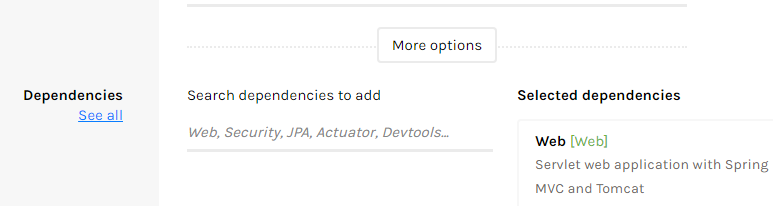 More options
Dependencies
See all
Search dependencies to add
Web, Security, JPA, Actuator, Devtools...
Selected dependencies
Web [Web]
Servlet web application with Spring
MVC and Tomcat